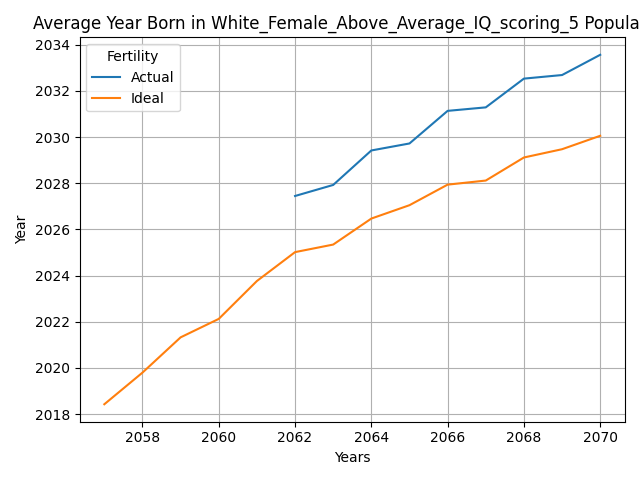 Average Year Born in White_Female_Above_Average_IQ_scoring_5 Popula
2034
2032
2030
2028
2026
2024
2022
2020
2018
Year
Fertility
Actual
Ideal
2058 2060 2062 2064 2066 2068 2070
Years